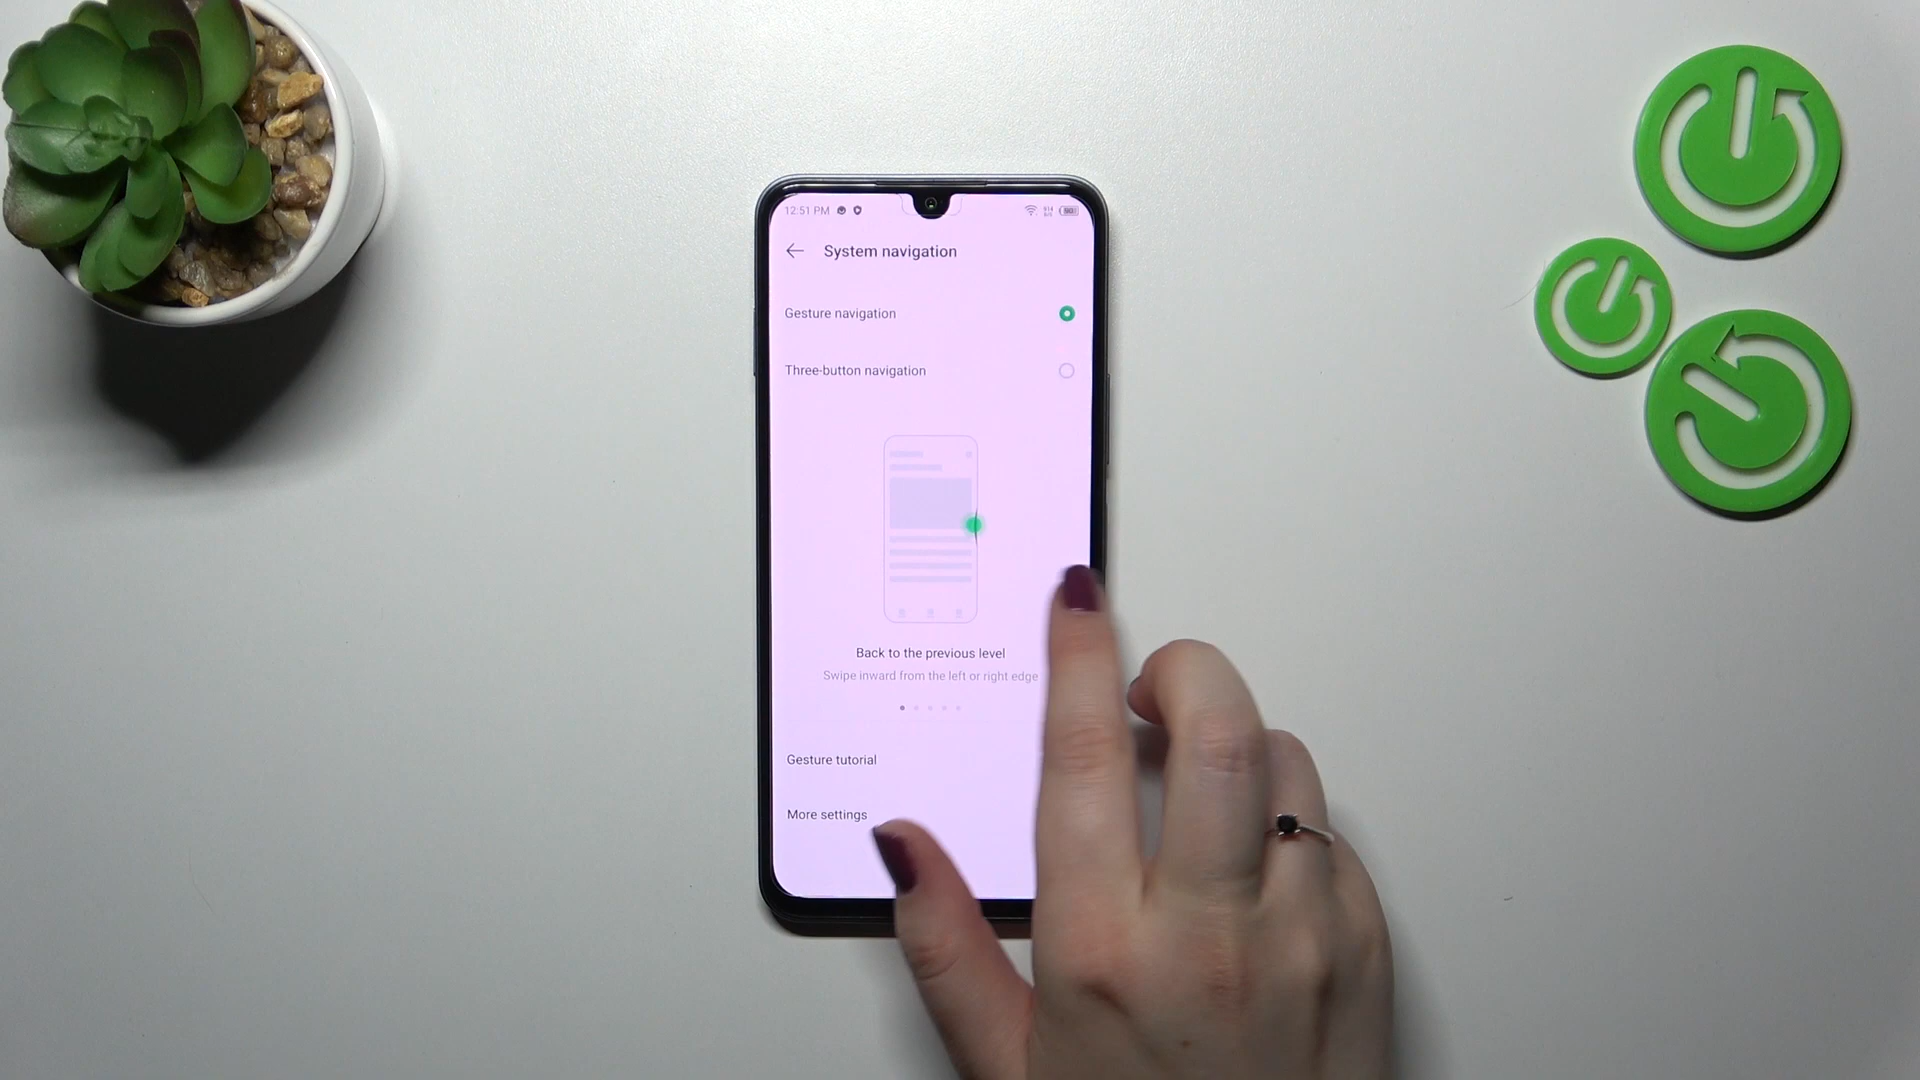 12:51 PM
System navigation
Gesture navigation
Three-button navigation
Back to the previous level
Swipe inward from the left or right edge
Gesture tutorial
More settings